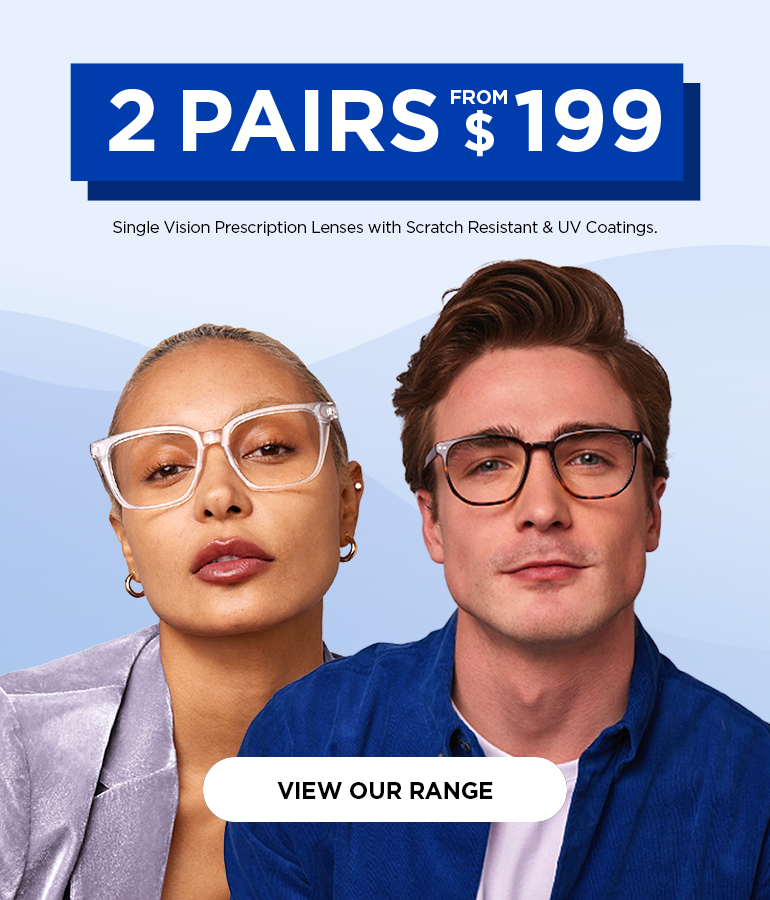 2 PAIRS FROM $199
Single Vision Prescription Lenses with Scratch Resistant & UV Coatings.
VIEW OUR RANGE